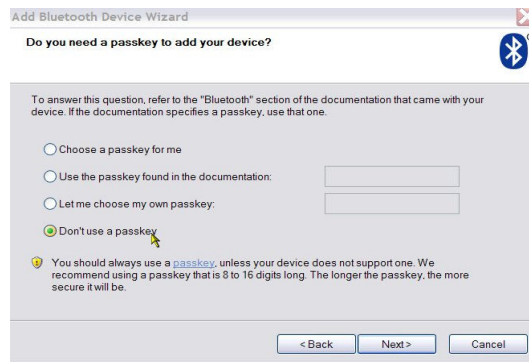 Add Bluetooth Device Wizard
Do you need a passkey to add your device?
To answer this question, refer to the "Bluetooth" section of the documentation that came with your
device. If the documentation specifies a passkey, use that one.
Choose a passkey for me
Use the passkey found in the documentation:
Let me choose my own passkey:
Don't use a passkey
You should always use a passkey, unless your device does not support one. We
recommend using a passkey that is 8 to 16 digits long. The longer the passkey, the more
secure it will be.
< Back Next > Cancel